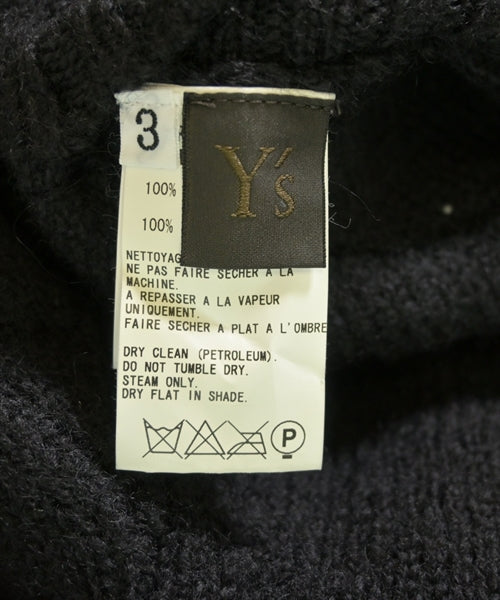 3
Y's
100%
100%
NETTOYAG
NE PAS FAIRE SECHER A LA
MACHINE.
A REPASSER A LA VAPEUR
UNIQUEMENT.
FAIRE SECHER A PLAT A L'OMBRE
DRY CLEAN (PETROLEUM).
DO NOT TUMBLE DRY.
STEAM ONLY.
DRY FLAT IN SHADE.
P